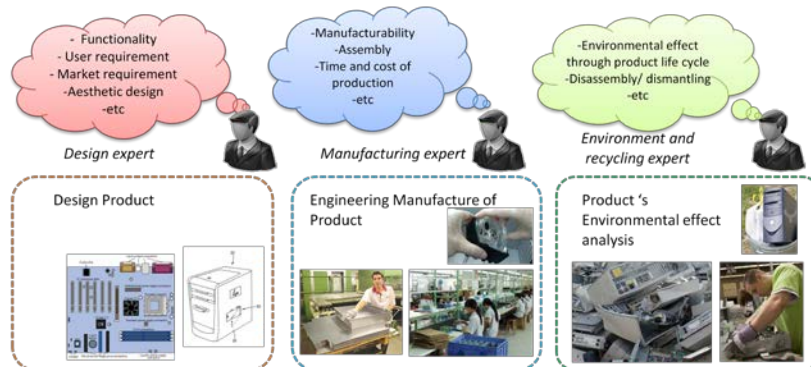 - Functionality
- User requirement
- Market requirement
-Aesthetic design
-etc
-Manufacturability
-Assembly
-Time and cost of
production
-etc
-Environmental effect
through product life cycle
-Disassembly/ dismantling
-etc
Design expert
Manufacturing expert
Environment and
recycling expert
Design Product
Engineering Manufacture of
Product
Product ‘s
Environmental effect
analysis